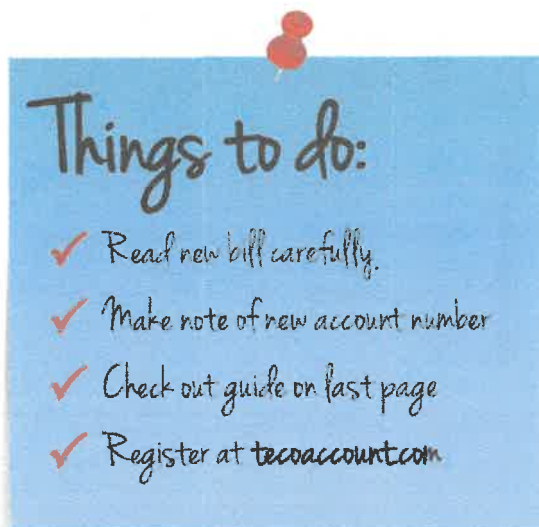 Things to do:
Read new bill carefully.
Make note of new account number
Check out guide on last page
Register at tecoaccount.com